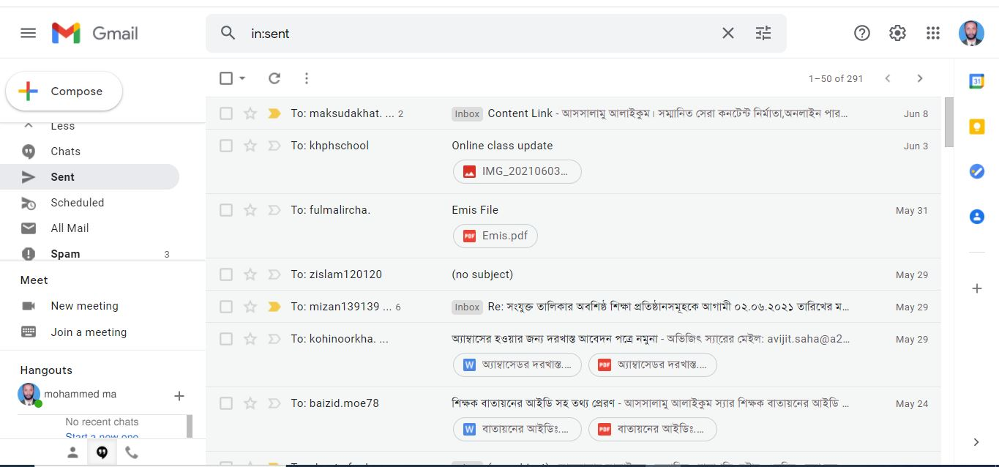 Gmail
in:sent
Compose
1–50 of 291
Less
Chats
Sent
Scheduled
All Mail
Spam 3
Meet
New meeting
Join a meeting
Hangouts
mohammed ma
No recent chats
Start a new one
To: maksudakhat. ... 2 Inbox Content Link - আসসালামু আলাইকুম। সম্মানিত সেরা কনটেন্ট নির্মাতা,অনলাইন পার... Jun 8
To: khphschool Online class update Jun 3
IMG_20210603...
To: fulmalircha. Emis File May 31
PDF Emis.pdf
To: zislam120120 (no subject) May 29
To: mizan139139 ... 6 Inbox Re: সংযুক্ত তালিকার অবশিষ্ঠ শিক্ষা প্রতিষ্ঠানসমূহকে আগামী ০২.০৬.২০২১ তারিখের ম... May 29
To: kohinoorkha. ... অ্যাম্বাসের হওয়ার জন্য দরখাস্ত আবেদন পত্রে নমুনা - অভিজিৎ স্যারের মেইল: avijit.saha@a2... May 29
W অ্যাম্বাসেডর দরখাস্ত.... PDF অ্যাম্বাসেডর দরখাস্ত....
To: baizid.moe78 শিক্ষক বাতায়নের আইডি সহ তথ্য প্রেরণ - আসসালামু আলাইকুম স্যার শিক্ষক বাতায়নের আইডি ... May 24
W বাতায়নের আইডিঃ.... PDF বাতায়নের আইডিঃ....
31